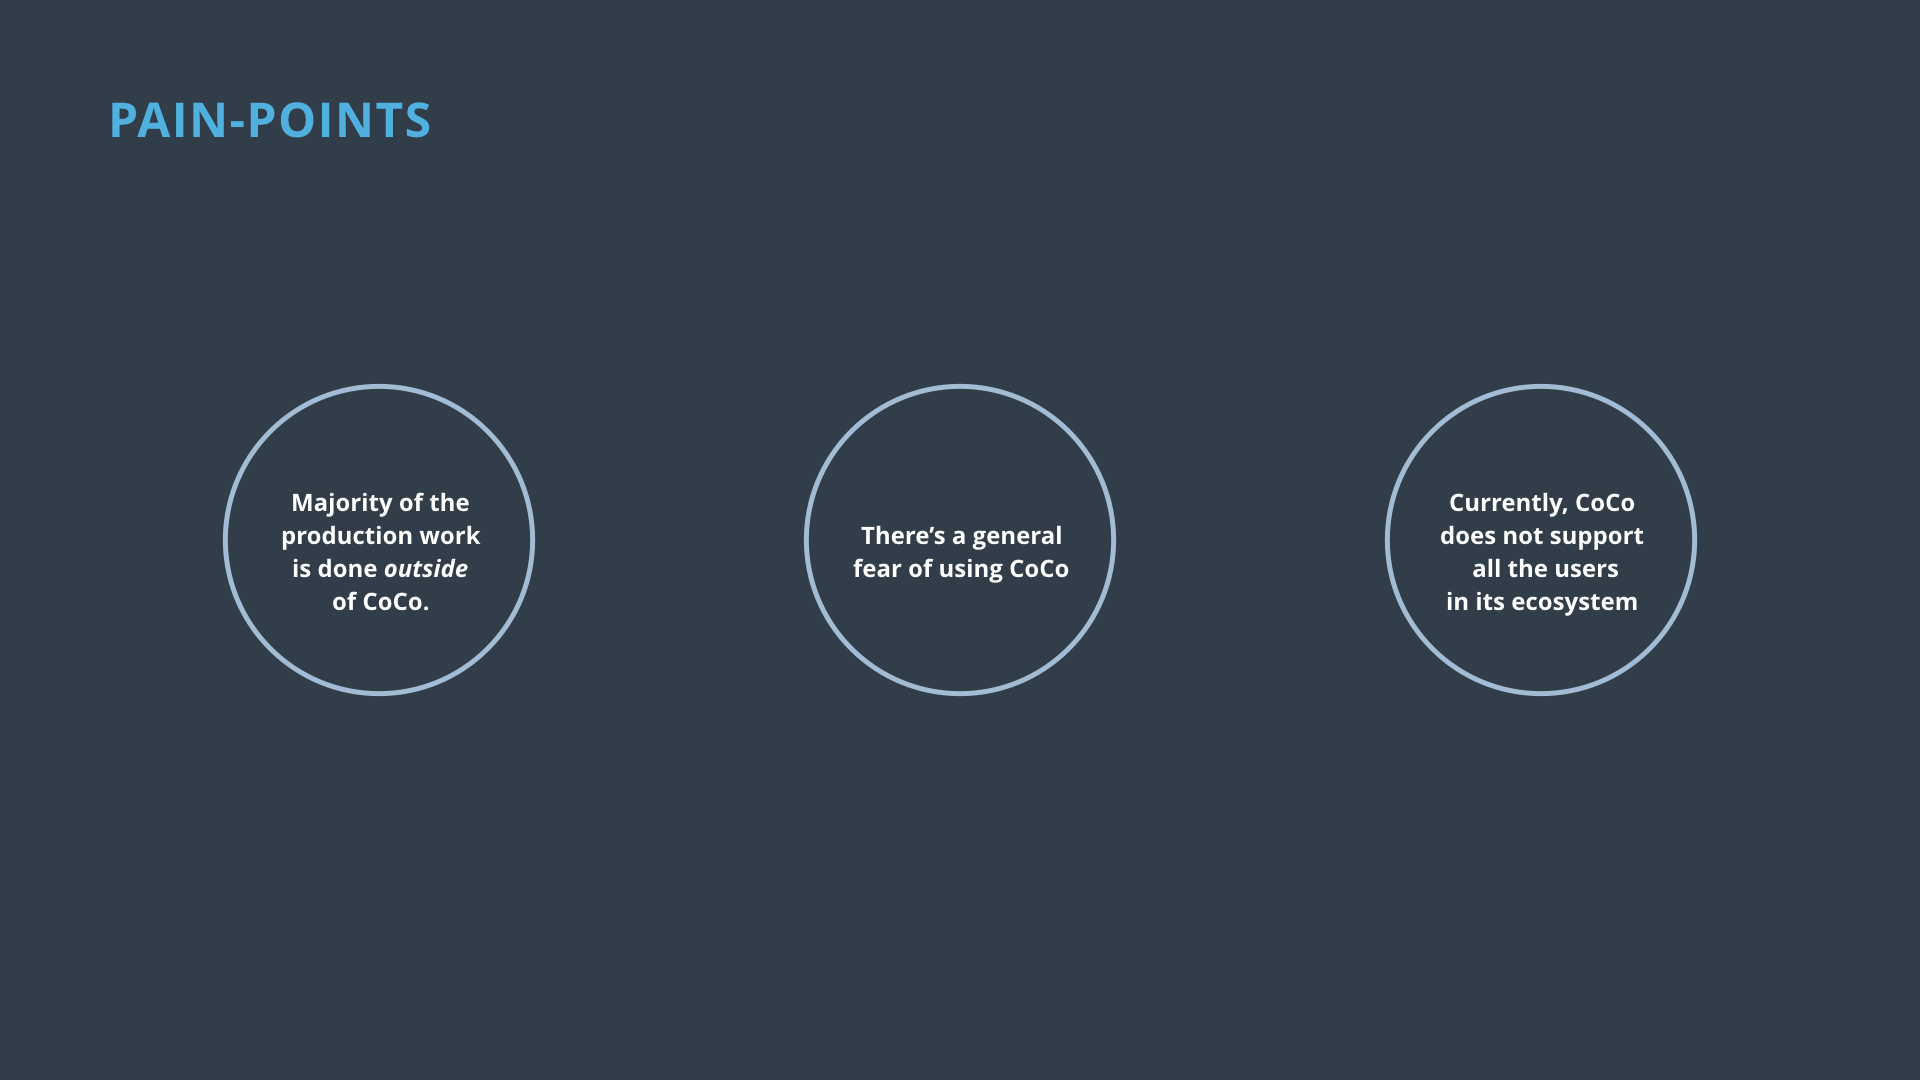 PAIN-POINTS
Majority of the
production work
is done outside
of CoCo.
There’s a general
fear of using CoCo
Currently, CoCo
does not support
all the users
in its ecosystem